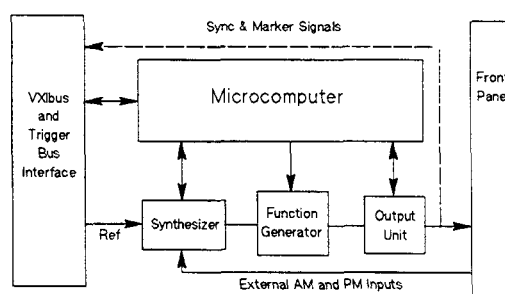 Sync & Marker Signals
VXIbus
and
Trigger
Bus
Interface
Microcomputer
Front
Panel
Ref
Synthesizer
Function
Generator
Output
Unit
External AM and PM Inputs